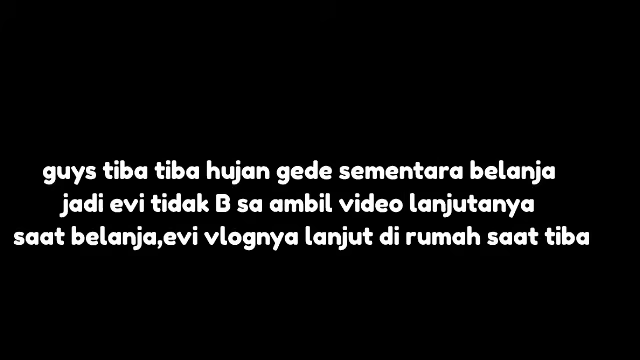 guys tiba tiba hujan gede sementara belanja
jadi evi tidak B sa ambil video lanjutanya
saat belanja,evi vlognya lanjut di rumah saat tiba